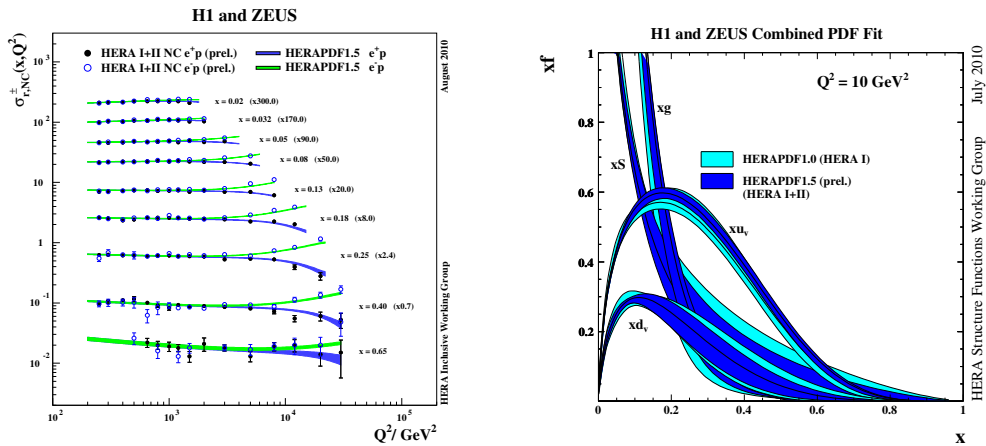 H1 and ZEUS
σ±r,NC(x,Q²)
10³
10²
10
1
10⁻¹
10⁻²
HERA I+II NC e⁺p (prel.)
HERA I+II NC e⁻p (prel.)
HERAPDF1.5 e⁺p
HERAPDF1.5 e⁻p
x = 0.02 (x300.0)
x = 0.032 (x170.0)
x = 0.05 (x90.0)
x = 0.08 (x50.0)
x = 0.13 (x20.0)
x = 0.18 (x8.0)
x = 0.25 (x2.4)
x = 0.40 (x0.7)
x = 0.65
10² 10³ 10⁴ 10⁵
Q²/ GeV²
HERA Inclusive Working Group August 2010
H1 and ZEUS Combined PDF Fit
xf
1
0.8
0.6
0.4
0.2
Q² = 10 GeV²
xg
xS
HERAPDF1.0 (HERA I)
HERAPDF1.5 (prel.)
(HERA I+II)
xuᵥ
xdᵥ
0 0.2 0.4 0.6 0.8 1
x
HERA Structure Functions Working Group July 2010